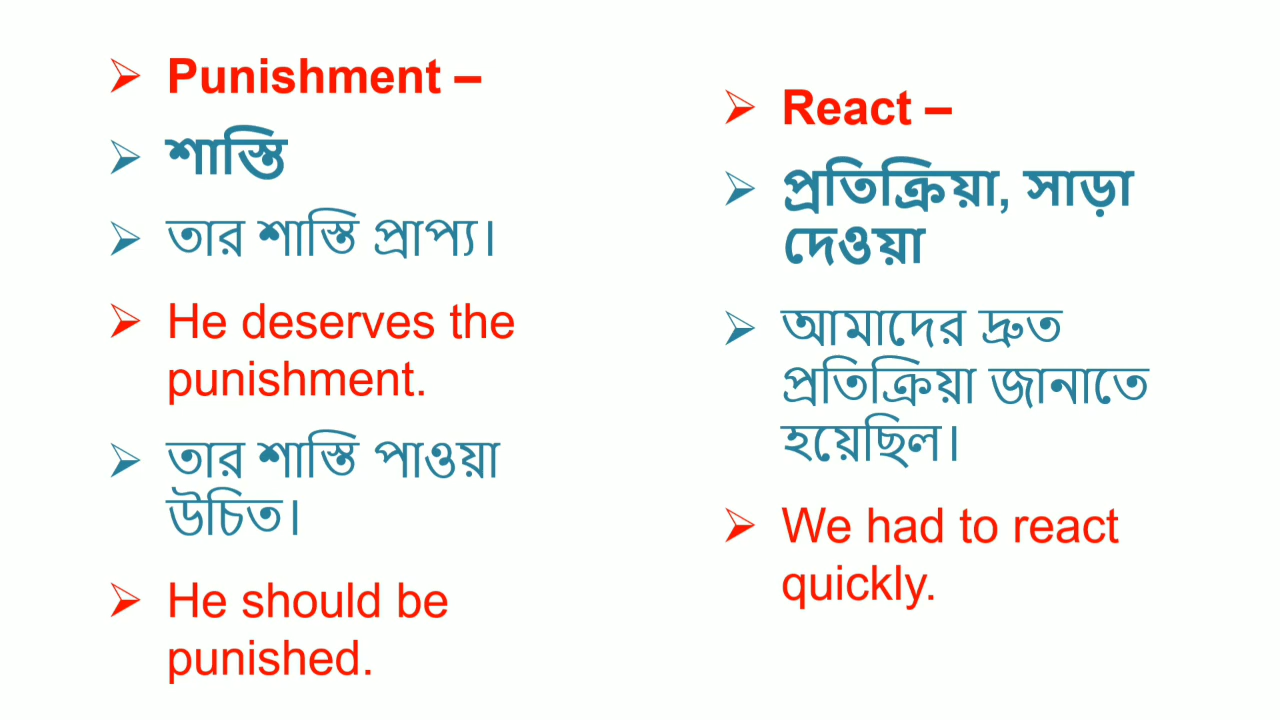 Punishment –
শাস্তি
তার শাস্তি প্রাপ্য।
He deserves the
punishment.
তার শাস্তি পাওয়া
উচিত।
He should be
punished.
React –
প্রতিক্রিয়া, সাড়া
দেওয়া
আমাদের দ্রুত
প্রতিক্রিয়া জানাতে
হয়েছিল।
We had to react
quickly.